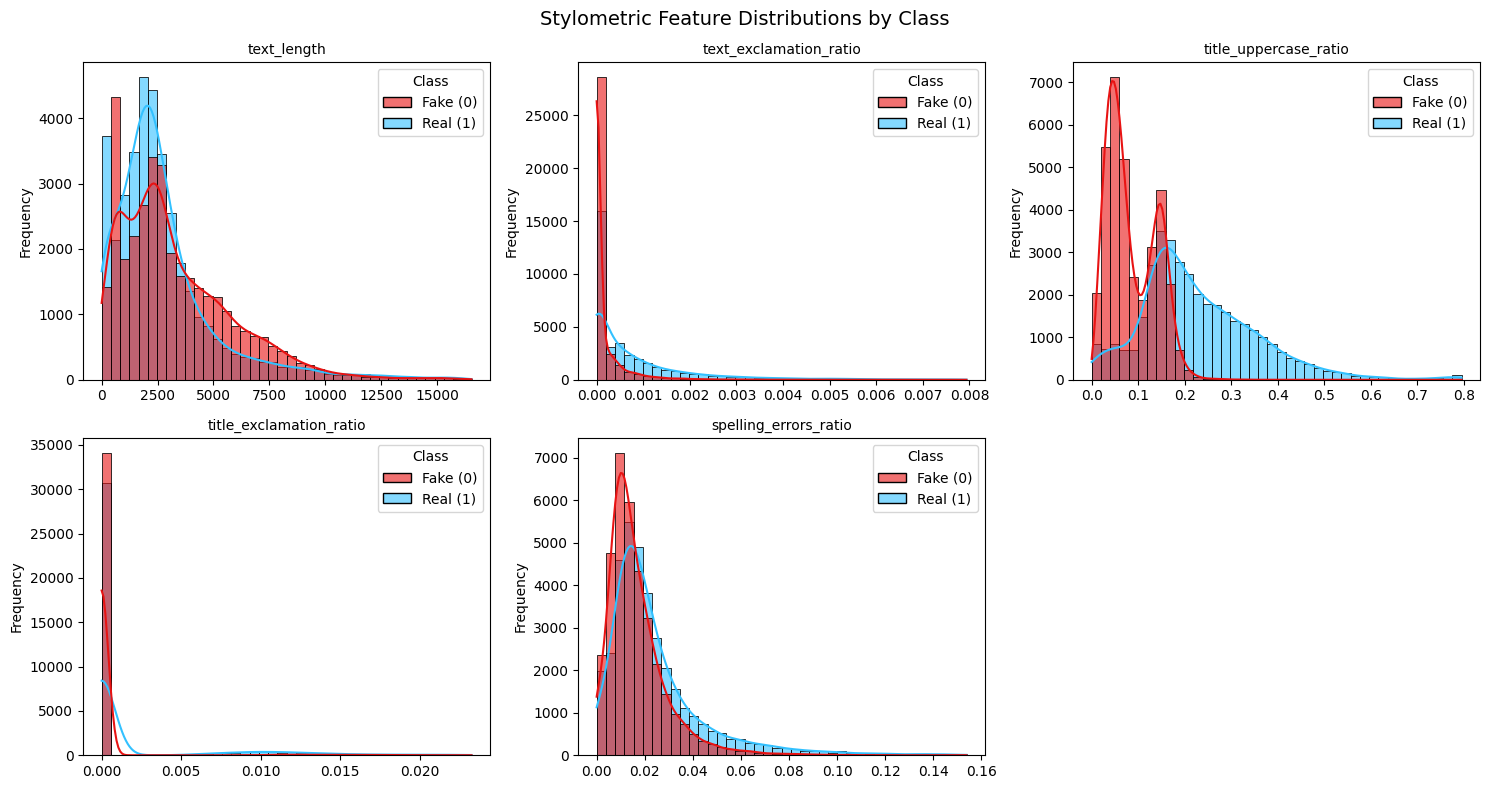 Stylometric Feature Distributions by Class
text_length
Frequency
4000
3000
2000
1000
0
0 2500 5000 7500 10000 12500 15000
Class
Fake (0)
Real (1)
text_exclamation_ratio
Frequency
25000
20000
15000
10000
5000
0
0.000 0.001 0.002 0.003 0.004 0.005 0.006 0.007 0.008
Class
Fake (0)
Real (1)
title_uppercase_ratio
Frequency
7000
6000
5000
4000
3000
2000
1000
0
0.0 0.1 0.2 0.3 0.4 0.5 0.6 0.7 0.8
Class
Fake (0)
Real (1)
title_exclamation_ratio
Frequency
35000
30000
25000
20000
15000
10000
5000
0
0.000 0.005 0.010 0.015 0.020
Class
Fake (0)
Real (1)
spelling_errors_ratio
Frequency
7000
6000
5000
4000
3000
2000
1000
0
0.00 0.02 0.04 0.06 0.08 0.10 0.12 0.14 0.16
Class
Fake (0)
Real (1)